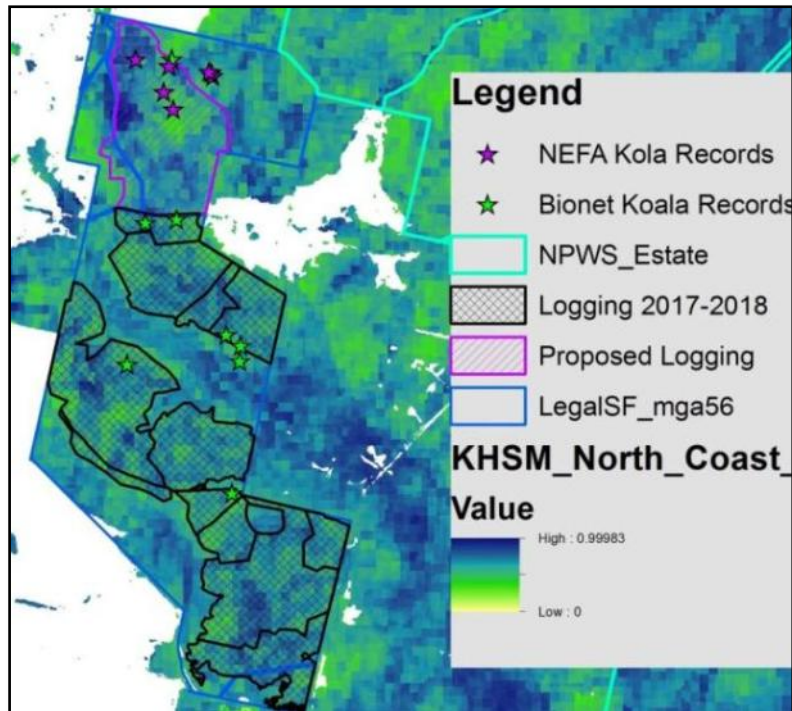 Legend
NEFA Kola Records
Bionet Koala Records
NPWS_Estate
Logging 2017-2018
Proposed Logging
LegalSF_mga56
KHSM_North_Coast_
Value
High : 0.99983
Low : 0